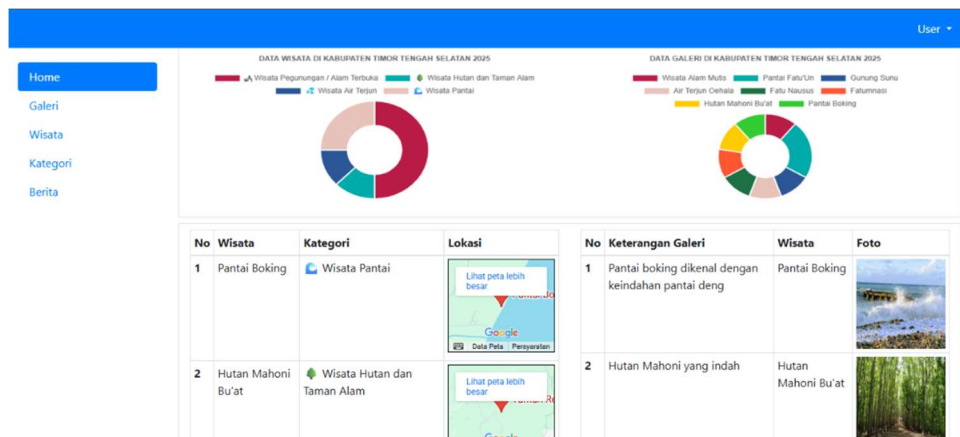 User
Home
Galeri
Wisata
Kategori
Berita
DATA WISATA DI KABUPATEN TIMOR TENGAH SELATAN 2025
Wisata Pegunungan / Alam Terbuka Wisata Hutan dan Taman Alam
Wisata Air Terjun Wisata Pantai
DATA GALERI DI KABUPATEN TIMOR TENGAH SELATAN 2025
Wisata Alam Mutis Pantai Fatu'Un Gunung Sunu
Air Terjun Oehala Fatu Nausus Fatumnasi
Hutan Mahoni Bu'at Pantai Boking
No Wisata Kategori Lokasi
1 Pantai Boking Wisata Pantai
Lihat peta lebih
besar
Google
Data Peta Persyaratan
2 Hutan Mahoni Wisata Hutan dan
Bu'at Taman Alam
Lihat peta lebih
besar
Google
No Keterangan Galeri Wisata Foto
1 Pantai boking dikenal dengan Pantai Boking
keindahan pantai deng
2 Hutan Mahoni yang indah Hutan
Mahoni Bu'at